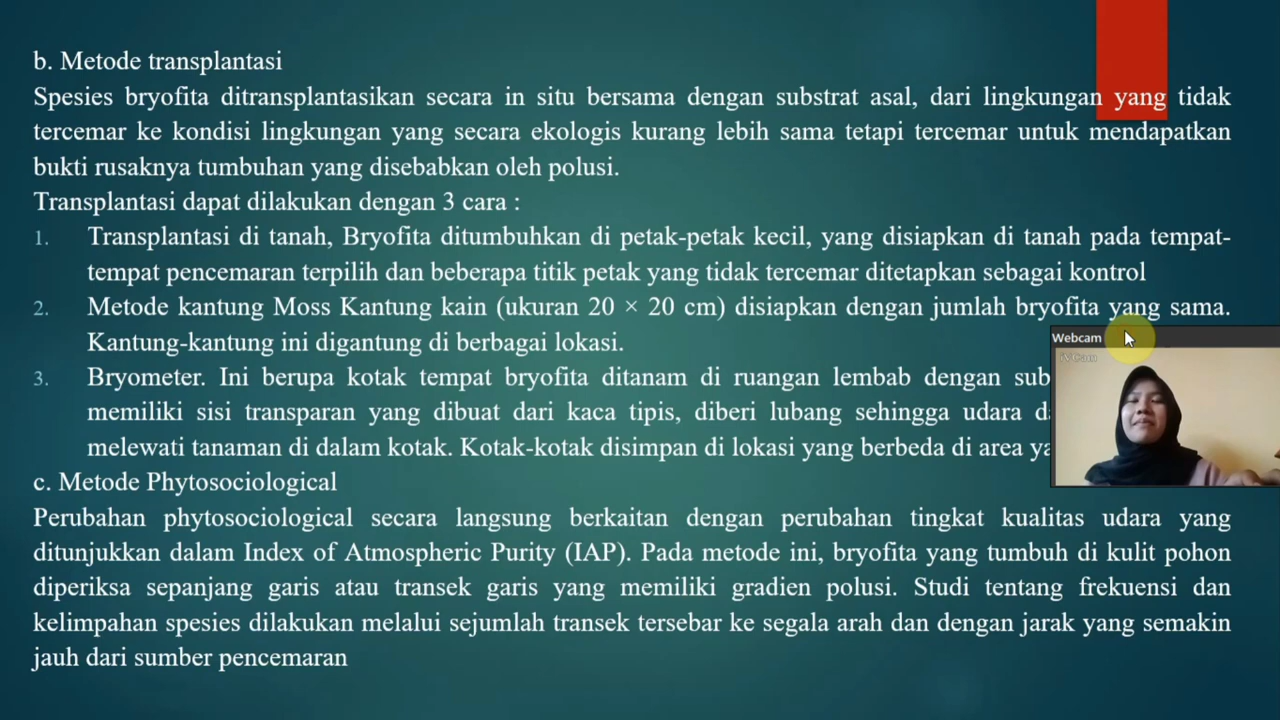 b. Metode transplantasi
Spesies bryofita ditransplantasikan secara in situ bersama dengan substrat asal, dari lingkungan yang tidak
tercemar ke kondisi lingkungan yang secara ekologis kurang lebih sama tetapi tercemar untuk mendapatkan
bukti rusaknya tumbuhan yang disebabkan oleh polusi.
Transplantasi dapat dilakukan dengan 3 cara :
1. Transplantasi di tanah, Bryofita ditumbuhkan di petak-petak kecil, yang disiapkan di tanah pada tempat-
tempat pencemaran terpilih dan beberapa titik petak yang tidak tercemar ditetapkan sebagai kontrol
2. Metode kantung Moss Kantung kain (ukuran 20 × 20 cm) disiapkan dengan jumlah bryofita yang sama.
Kantung-kantung ini digantung di berbagai lokasi.
Webcam
iVCam
3. Bryometer. Ini berupa kotak tempat bryofita ditanam di ruangan lembab dengan sub
memiliki sisi transparan yang dibuat dari kaca tipis, diberi lubang sehingga udara da
melewati tanaman di dalam kotak. Kotak-kotak disimpan di lokasi yang berbeda di area ya
c. Metode Phytosociological
Perubahan phytosociological secara langsung berkaitan dengan perubahan tingkat kualitas udara yang
ditunjukkan dalam Index of Atmospheric Purity (IAP). Pada metode ini, bryofita yang tumbuh di kulit pohon
diperiksa sepanjang garis atau transek garis yang memiliki gradien polusi. Studi tentang frekuensi dan
kelimpahan spesies dilakukan melalui sejumlah transek tersebar ke segala arah dan dengan jarak yang semakin
jauh dari sumber pencemaran